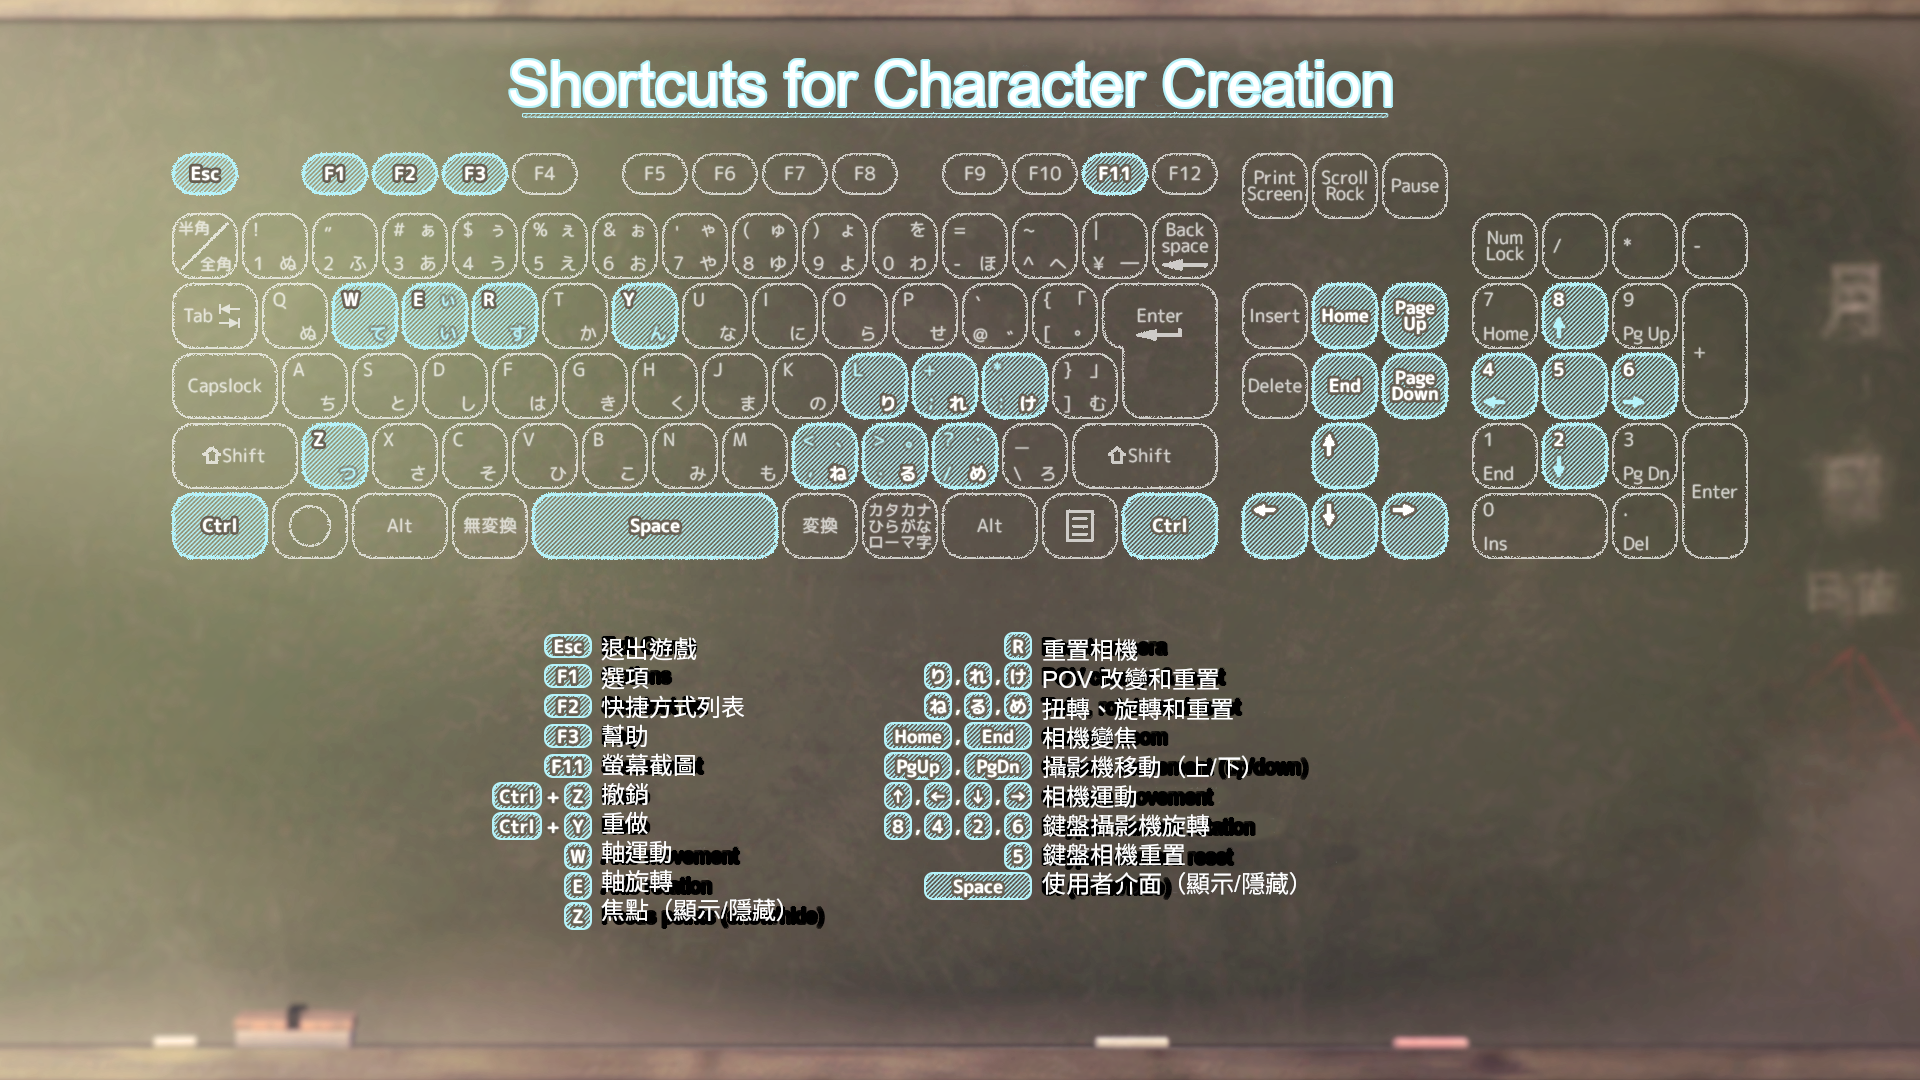 Shortcuts for Character Creation
Esc F1 F2 F3 F4 F5 F6 F7 F8 F9 F10 F11 F12 Print Screen Scroll Rock Pause
半角/全角 ! 1 ぬ " 2 ふ # ぁ 3 あ $ ぅ 4 う % ぇ 5 え & ぉ 6 お ' ゃ 7 や ( ゅ 8 ゆ ) ょ 9 よ を 0 わ = - ほ ~ ^ へ | ¥ ー Back space Num Lock / * -
Tab Q ぬ W て E ぃ い R す T か Y ん U な I に O ら P せ ` @ ゛ { 「 [ ゜ Enter Insert Home Page Up 7 Home 8 ↑ 9 Pg Up +
Capslock A ち S と D し F は G き H く J ま K の L り + ; れ * : け } 」 ] む Delete End Page Down 4 ← 5 6 →
Shift Z つ X さ C そ V ひ B こ N み M も < 、 , ね > 。 . る ? ・ / め _ \ ろ Shift ↑ 1 End 2 ↓ 3 Pg Dn Enter
Ctrl Alt 無変換 Space 変換 カタカナ ひらがな ローマ字 Alt Ctrl ← ↓ → 0 Ins . Del
Esc 退出遊戲
F1 選項
F2 快捷方式列表
F3 幫助
F11 螢幕截圖
Ctrl + Z 撤銷
Ctrl + Y 重做
W 軸運動
E 軸旋轉
Z 焦點（顯示/隱藏）
R 重置相機
り , れ , け POV 改變和重置
ね , る , め 扭轉、旋轉和重置
Home , End 相機變焦
PgUp , PgDn 攝影機移動（上/下）
↑ , ← , ↓ , → 相機運動
8 , 4 , 2 , 6 鍵盤攝影機旋轉
5 鍵盤相機重置
Space 使用者介面（顯示/隱藏）